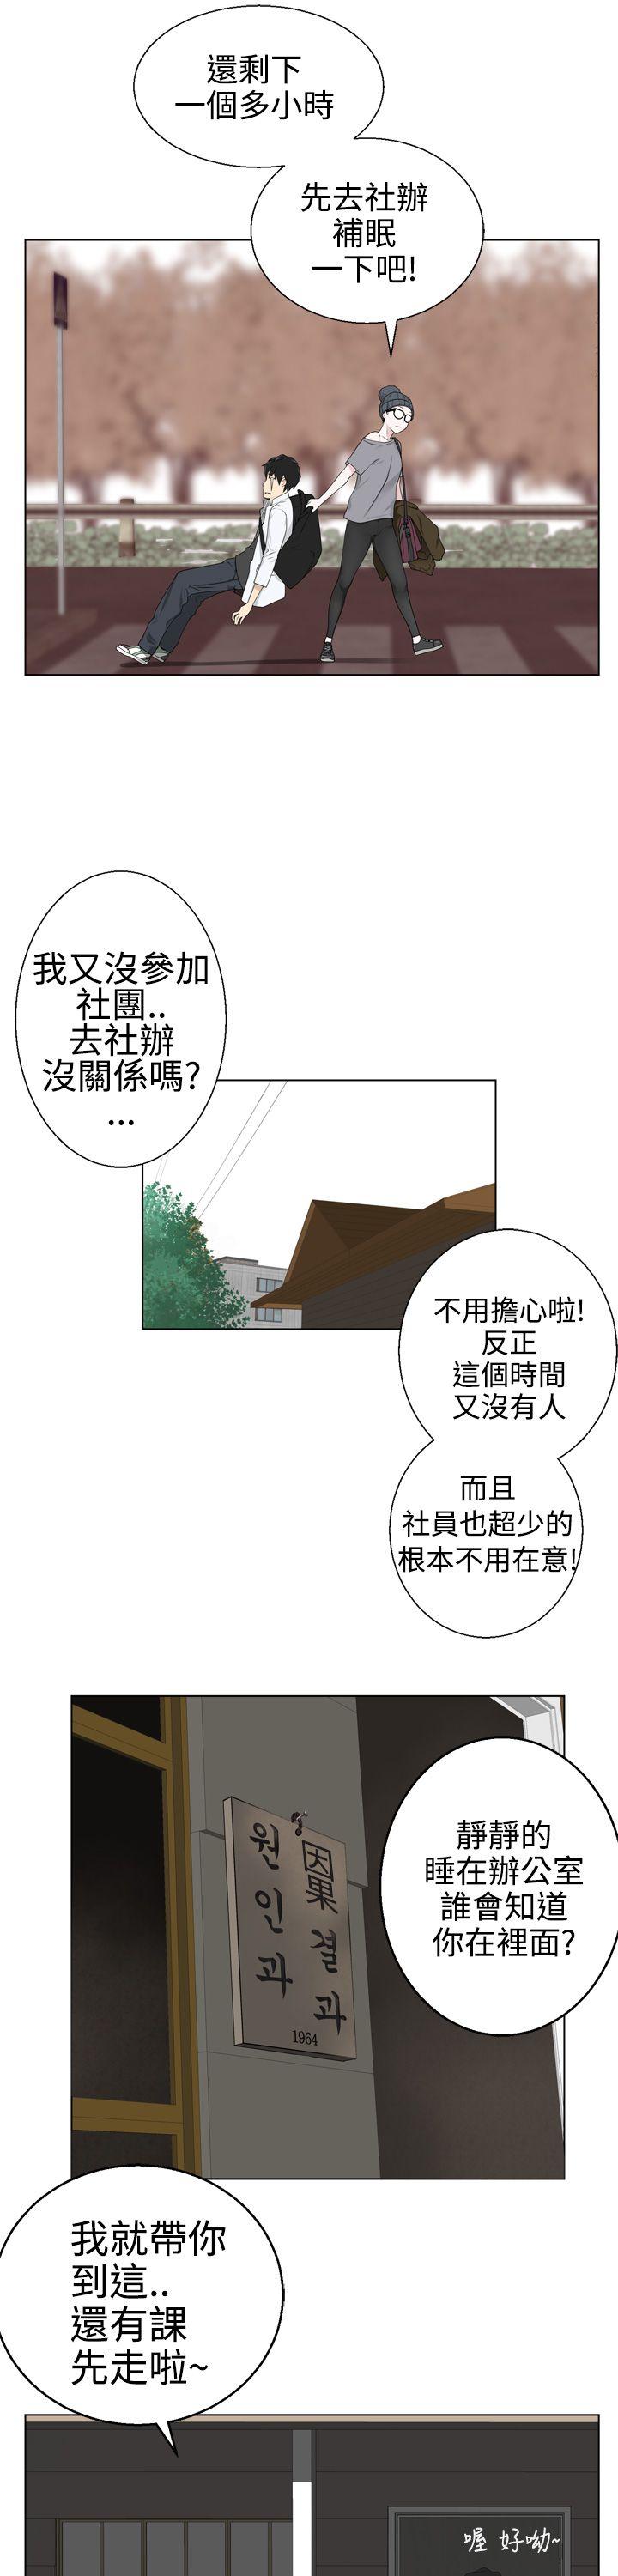 還剩下
一個多小時
先去社辦
補眠
一下吧!
我又沒參加
社團..
去社辦
沒關係嗎?
...
不用擔心啦!
反正
這個時間
又沒有人
而且
社員也超少的
根本不用在意!
靜靜的
睡在辦公室
誰會知道
你在裡面?
원인과
因果결과
1964
我就帶你
到這..
還有課
先走啦~
喔 好呦~